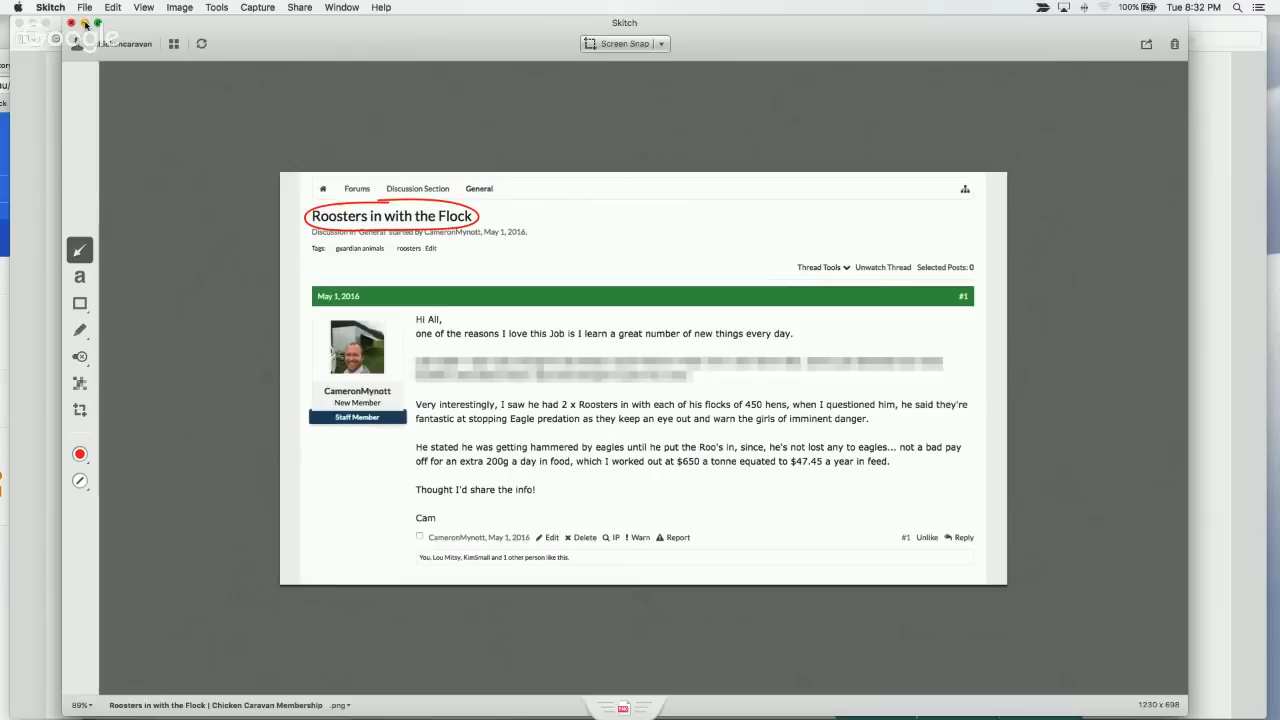 Skitch File Edit View Image Tools Capture Share Window Help 100% Tue 8:32 PM
Skitch
Google
Screen Snap
Forums Discussion Section General
Roosters in with the Flock
Discussion in 'General' started by CameronMynott, May 1, 2016.
Tags: guardian animals roosters Edit
Thread Tools Unwatch Thread Selected Posts: 0
May 1, 2016 #1
Hi All,
one of the reasons I love this Job is I learn a great number of new things every day.
CameronMynott
New Member
Staff Member
Very interestingly, I saw he had 2 x Roosters in with each of his flocks of 450 hens, when I questioned him, he said they're
fantastic at stopping Eagle predation as they keep an eye out and warn the girls of imminent danger.
He stated he was getting hammered by eagles until he put the Roo's in, since, he's not lost any to eagles... not a bad pay
off for an extra 200g a day in food, which I worked out at $650 a tonne equated to $47.45 a year in feed.
Thought I'd share the info!
Cam
CameronMynott, May 1, 2016 Edit Delete IP ! Warn Report #1 Unlike Reply
You, Lou Mitsy, KimSmall and 1 other person like this.
89% Roosters in with the Flock | Chicken Caravan Membership .png 1230 x 698